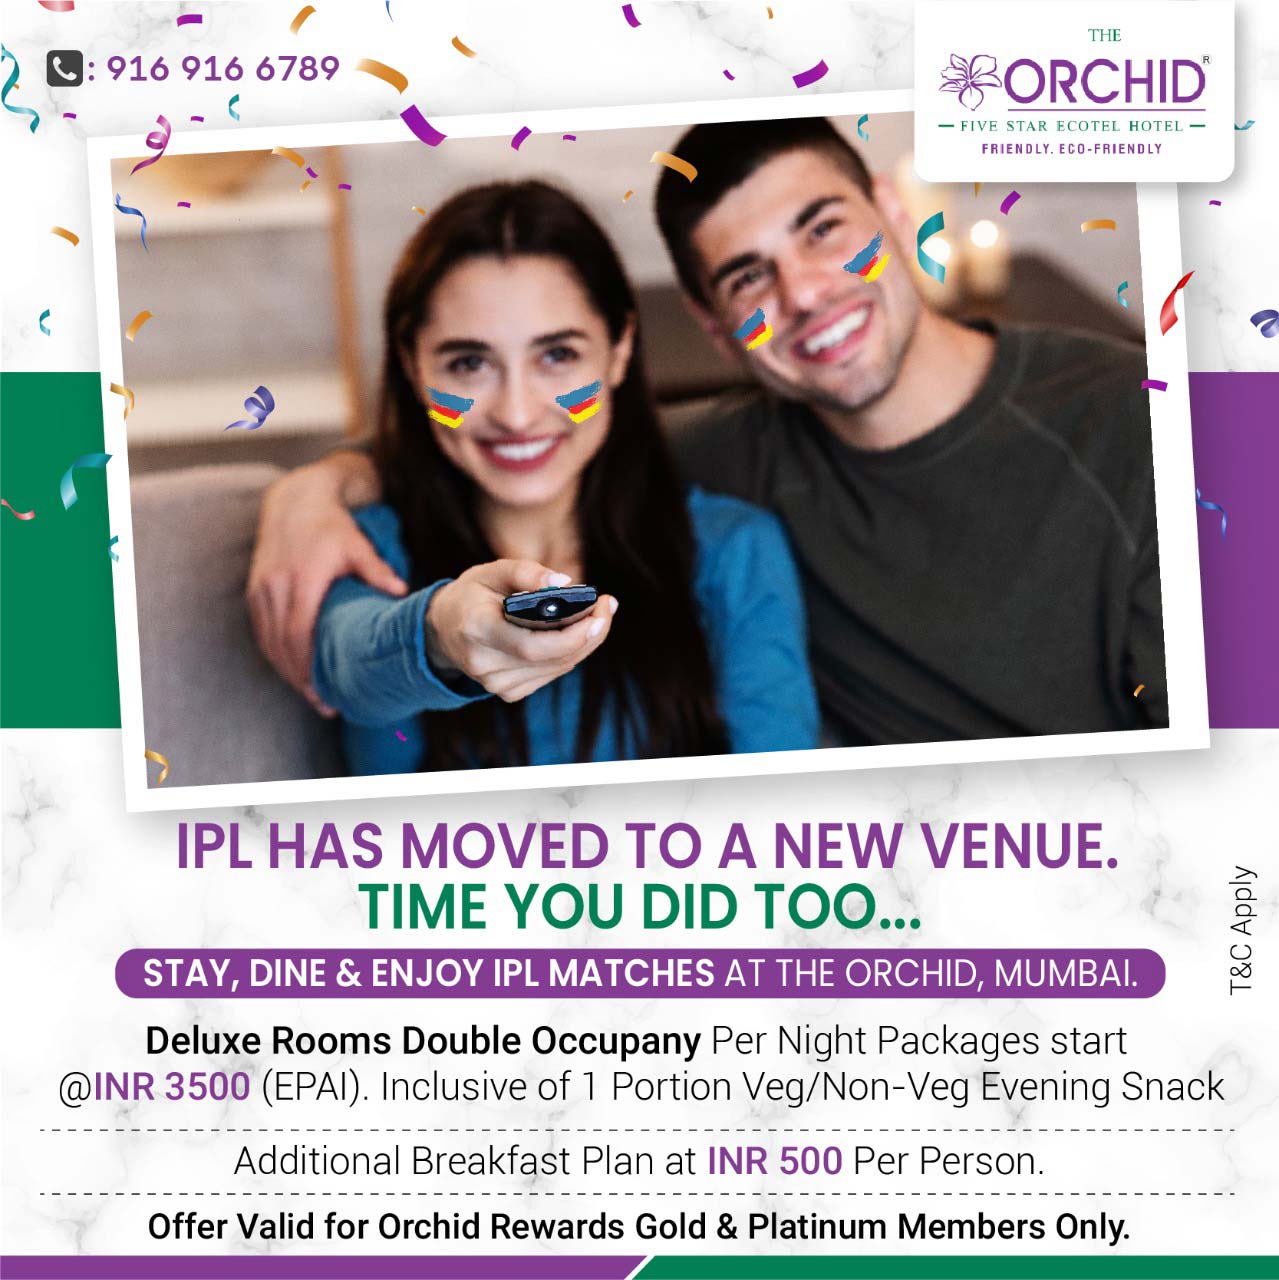 : 916 916 6789
THE
ORCHID®
FIVE STAR ECOTEL HOTEL
FRIENDLY. ECO-FRIENDLY
IPL HAS MOVED TO A NEW VENUE.
TIME YOU DID TOO...
STAY, DINE & ENJOY IPL MATCHES AT THE ORCHID, MUMBAI.
T&C Apply
Deluxe Rooms Double Occupany Per Night Packages start
@INR 3500 (EPAI). Inclusive of 1 Portion Veg/Non-Veg Evening Snack
Additional Breakfast Plan at INR 500 Per Person.
Offer Valid for Orchid Rewards Gold & Platinum Members Only.